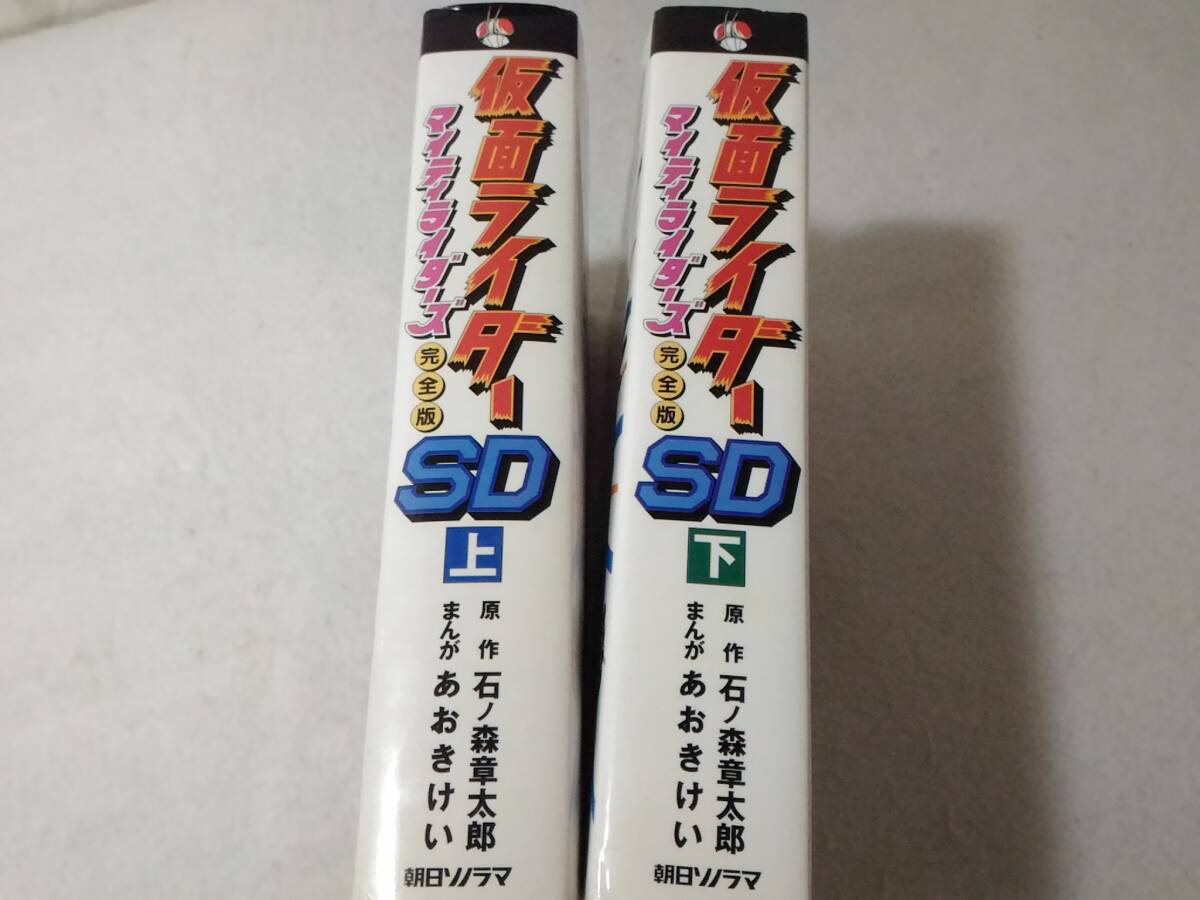 仮面ライダー
マイティライダーズ
完全版
SD
上
原作 石ノ森章太郎
まんが あおきけい
朝日ソノラマ
仮面ライダー
マイティライダーズ
完全版
SD
下
原作 石ノ森章太郎
まんが あおきけい
朝日ソノラマ